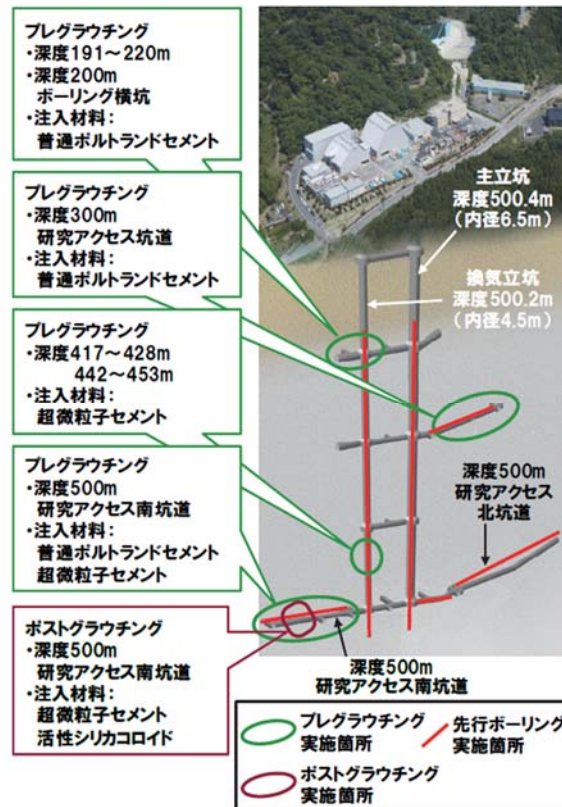 プレグラウチング
・深度191～220m
・深度200m
ボーリング横坑
・注入材料：
普通ポルトランドセメント
プレグラウチング
・深度300m
研究アクセス坑道
・注入材料：
普通ポルトランドセメント
プレグラウチング
・深度417～428m
442～453m
・注入材料：
超微粒子セメント
プレグラウチング
・深度500m
研究アクセス南坑道
・注入材料：
普通ポルトランドセメント
超微粒子セメント
ポストグラウチング
・深度500m
研究アクセス南坑道
・注入材料：
超微粒子セメント
活性シリカコロイド
主立坑
深度500.4m
（内径6.5m）
換気立坑
深度500.2m
（内径4.5m）
深度500m
研究アクセス
北坑道
深度500m
研究アクセス南坑道
プレグラウチング
実施箇所
先行ボーリング
実施箇所
ポストグラウチング
実施箇所